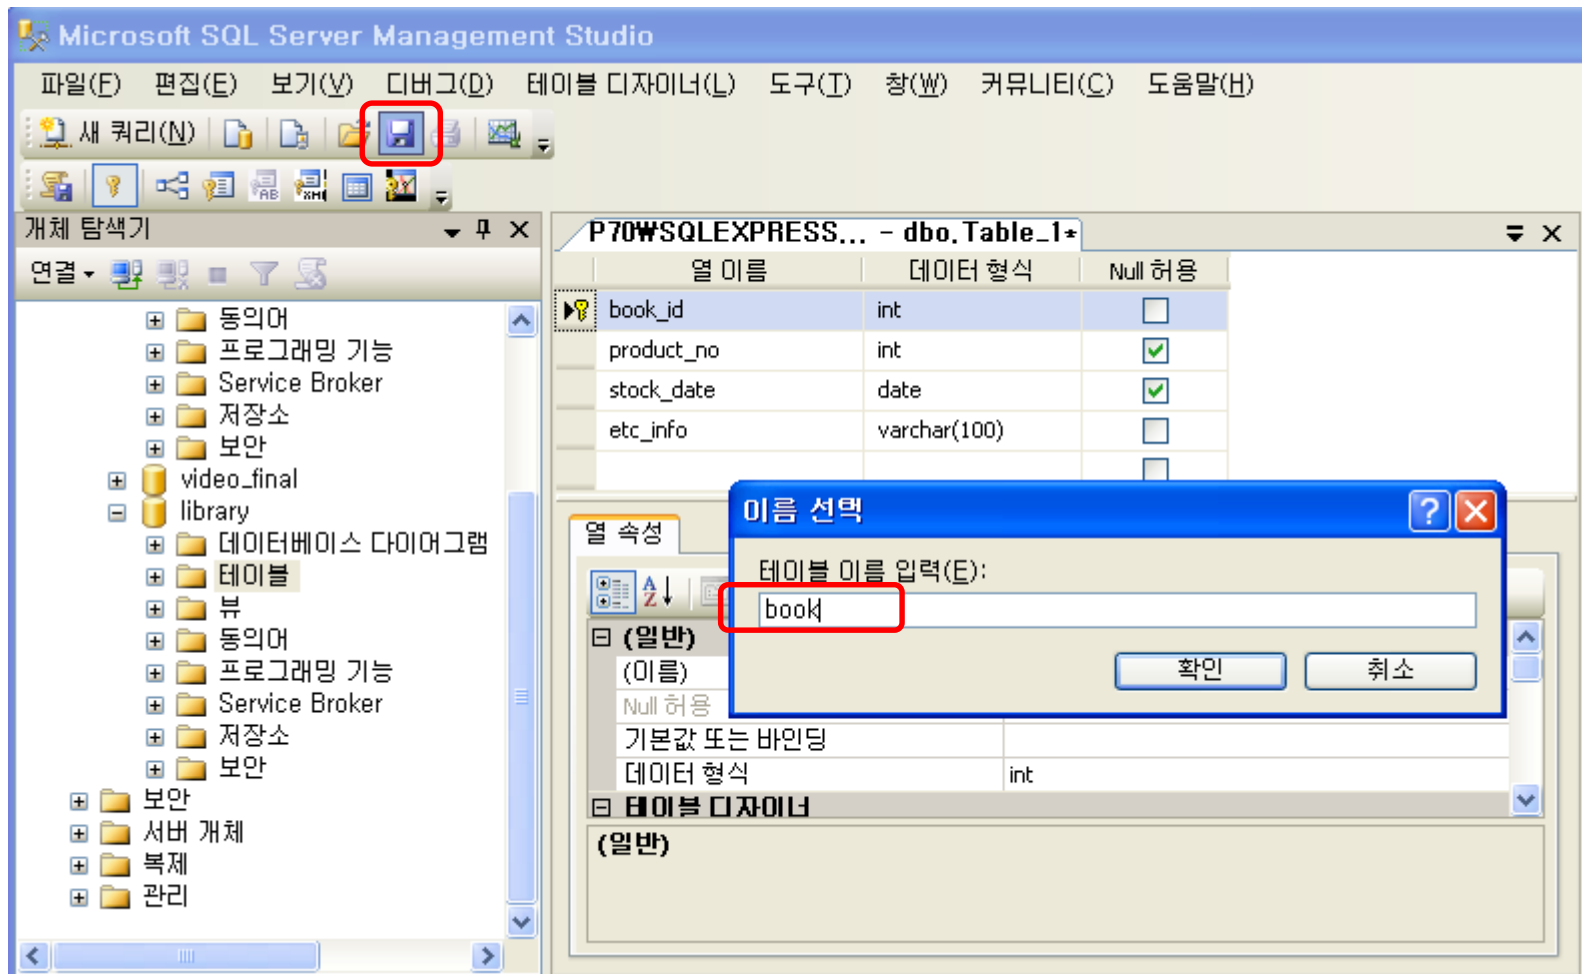 Microsoft SQL Server Management Studio
파일(F) 편집(E) 보기(V) 디버그(D) 테이블 디자이너(L) 도구(T) 창(W) 커뮤니티(C) 도움말(H)
새 쿼리(N)
개체 탐색기
연결
동의어
프로그래밍 기능
Service Broker
저장소
보안
video_final
library
데이터베이스 다이어그램
테이블
뷰
동의어
프로그래밍 기능
Service Broker
저장소
보안
보안
서버 개체
복제
관리
P70₩SQLEXPRESS... - dbo.Table_1*
열 이름 데이터 형식 Null 허용
book_id int
product_no int
stock_date date
etc_info varchar(100)
열 속성
(일반)
(이름)
Null 허용
기본값 또는 바인딩
데이터 형식 int
테이블 디자이너
(일반)
이름 선택
테이블 이름 입력(E):
book
확인 취소